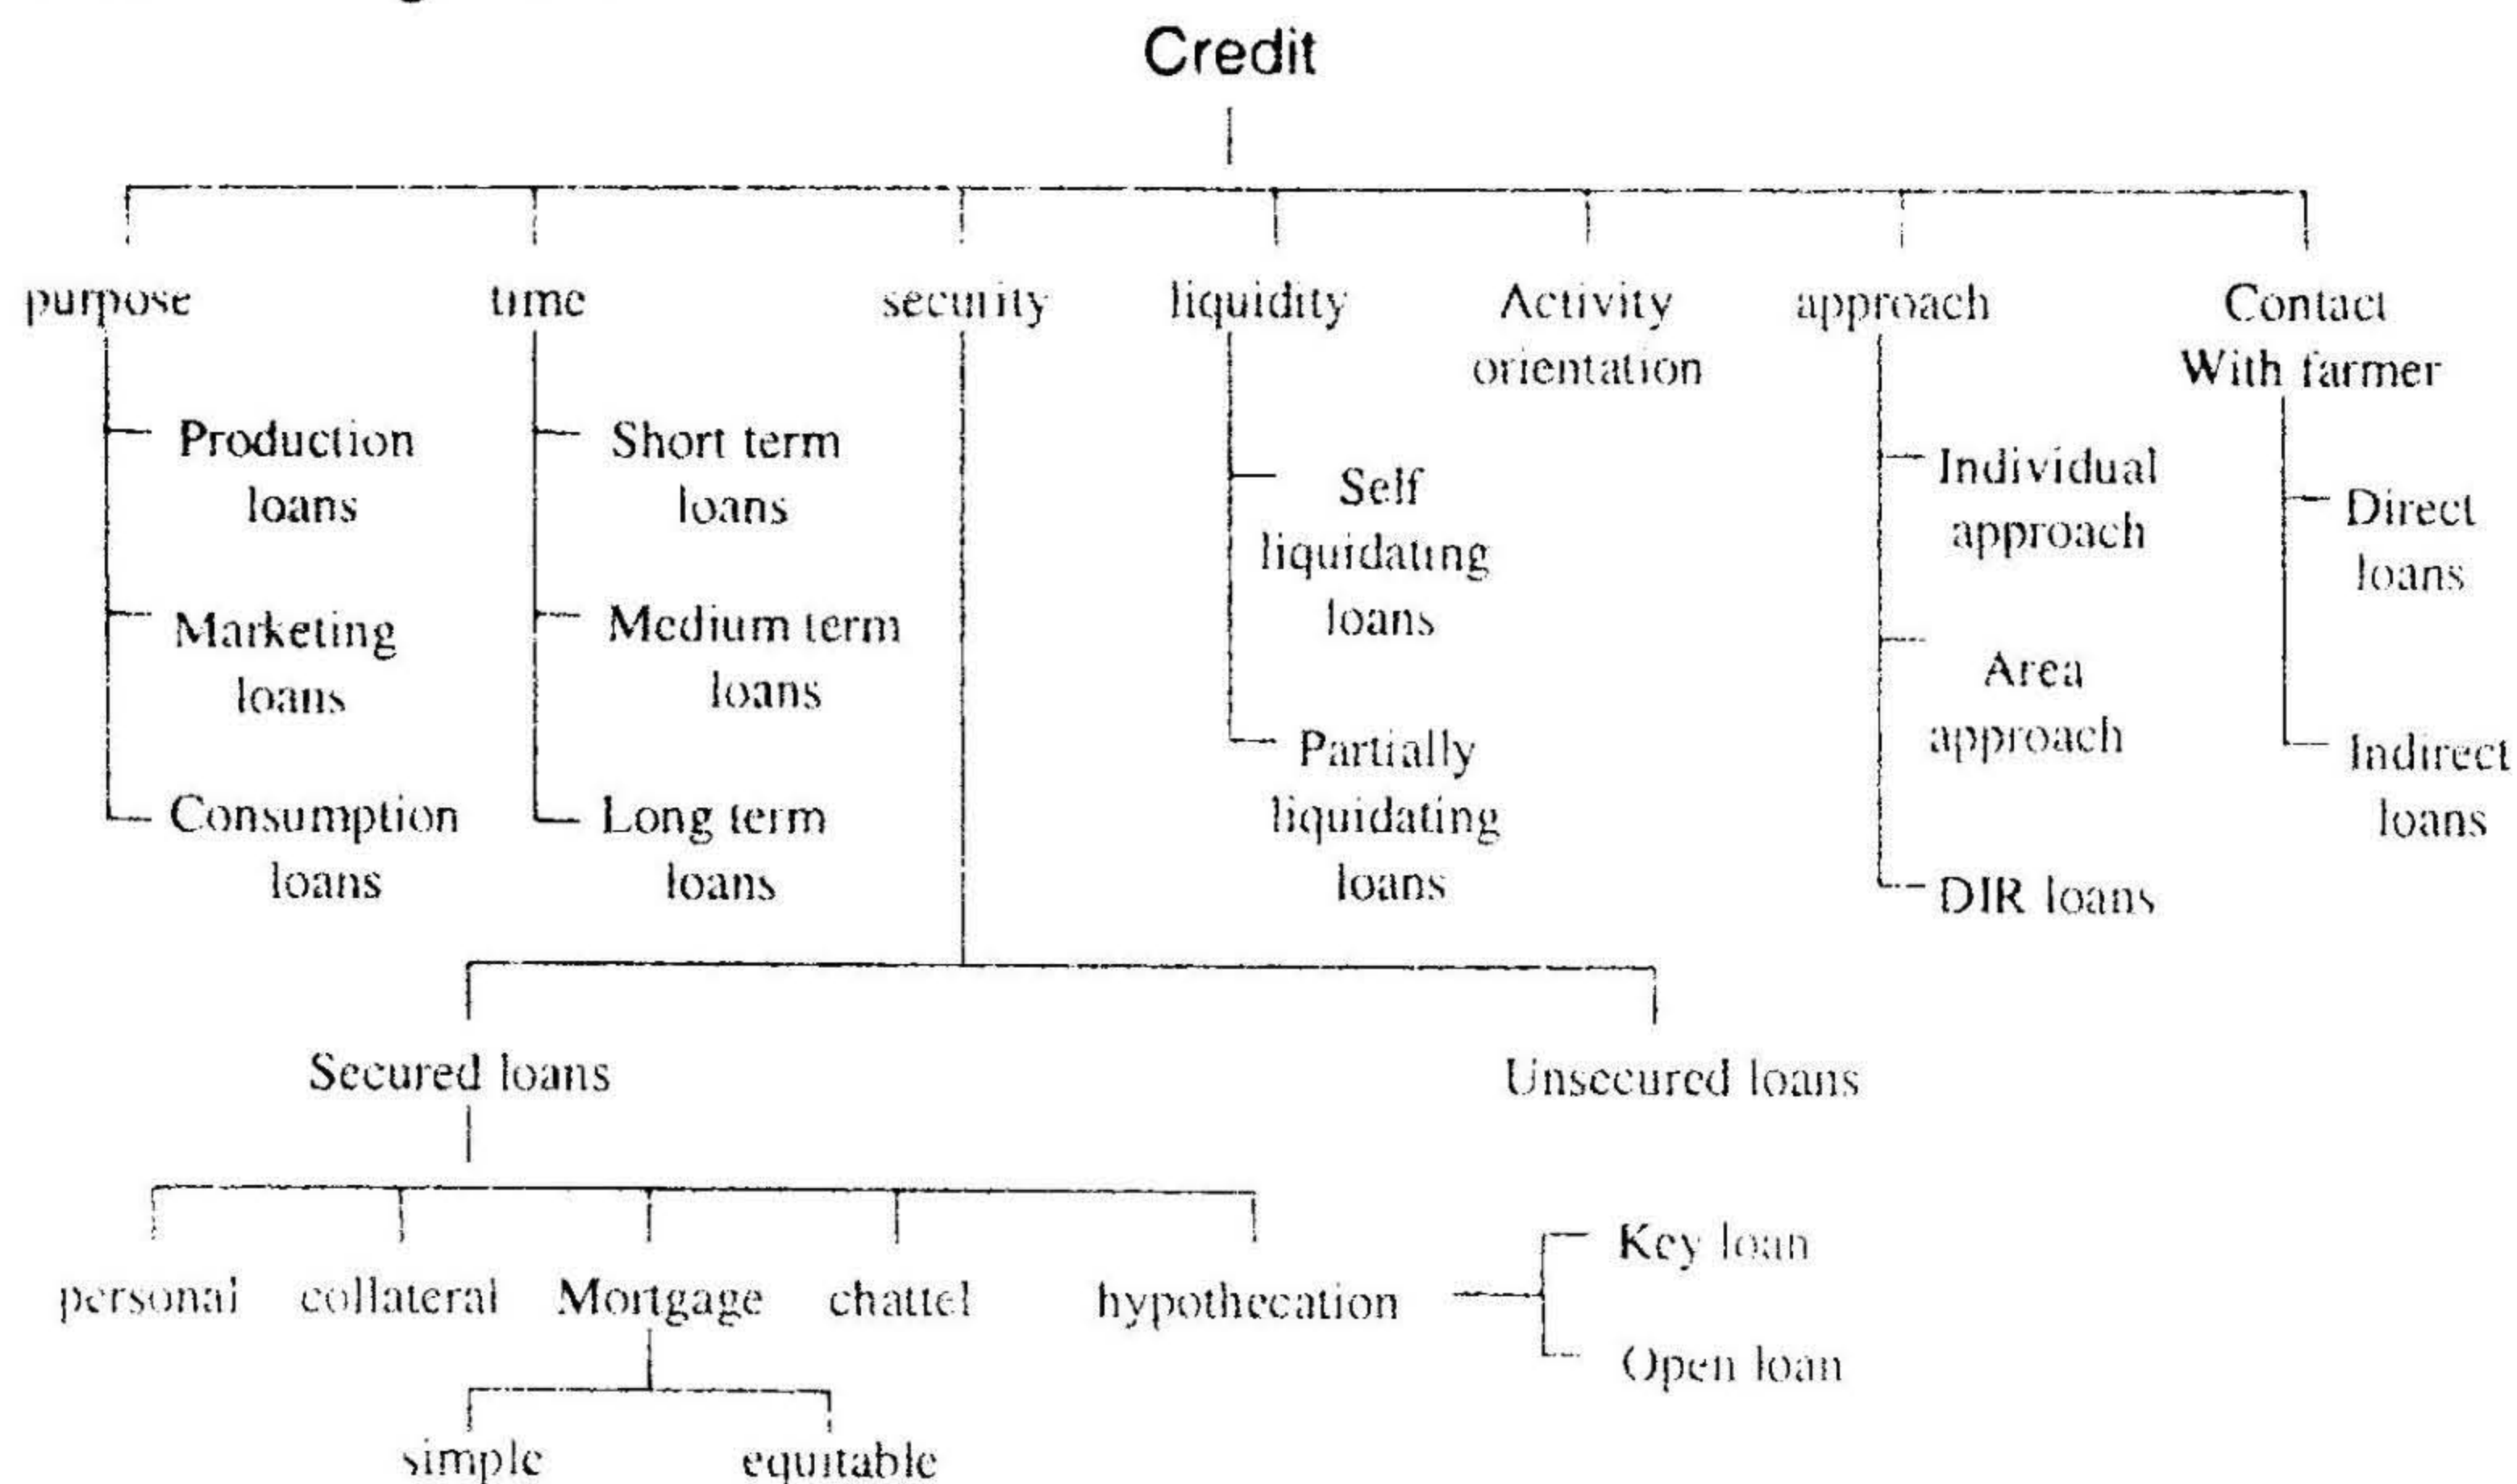 Credit
purpose
time
security
liquidity
Activity
orientation
approach
Contact
With farmer
Production
loans
Marketing
loans
Consumption
loans
Short term
loans
Medium term
loans
Long term
loans
Self
liquidating
loans
Partially
liquidating
loans
Individual
approach
Area
approach
DIR loans
Direct
loans
Indirect
loans
Secured loans
Unsecured loans
personal
collateral
Mortgage
chattel
hypothecation
Key loan
Open loan
simple
equitable